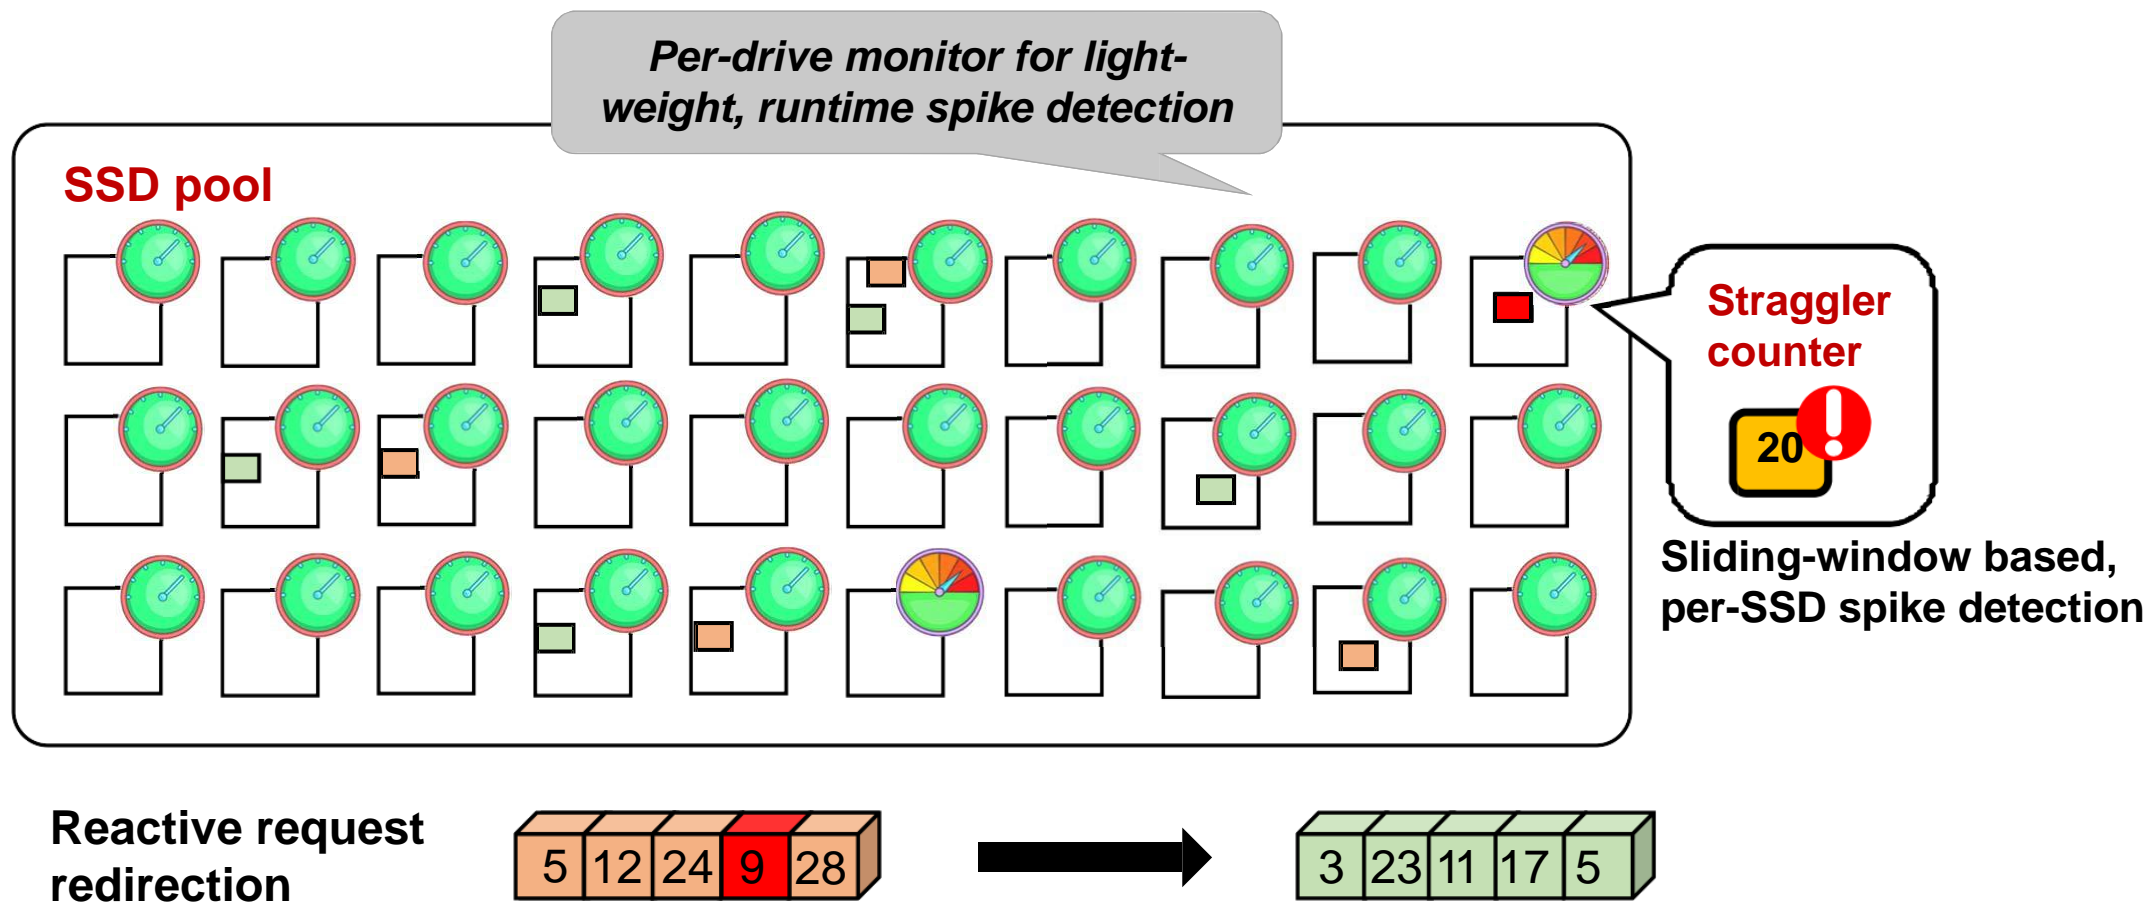 Per-drive monitor for light-
weight, runtime spike detection
SSD pool
Straggler
counter
20
Sliding-window based,
per-SSD spike detection
Reactive request
redirection
5 12 24 9 28
3 23 11 17 5